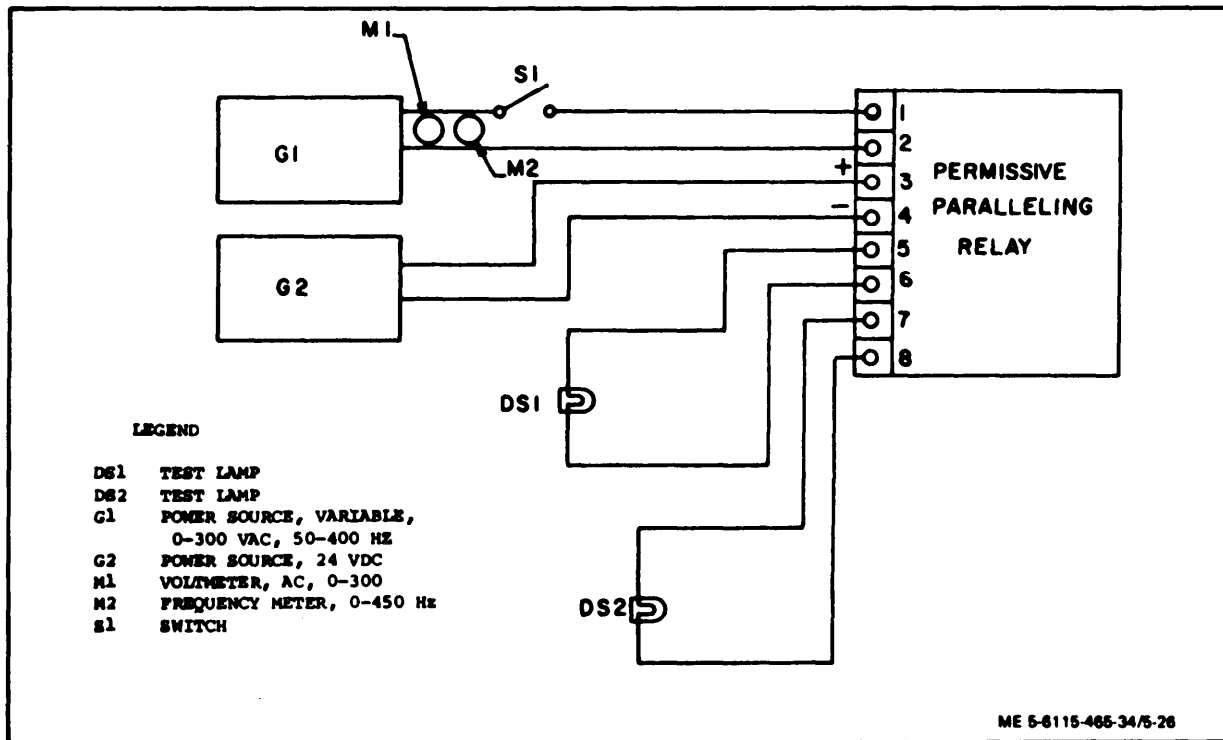 M1
S1
G1
M2
+
-
1
2
3
4
5
6
7
8
PERMISSIVE
PARALLELING
RELAY
G2
DS1
DS2
LEGEND
DS1 TEST LAMP
DS2 TEST LAMP
G1 POWER SOURCE, VARIABLE,
0-300 VAC, 50-400 HZ
G2 POWER SOURCE, 24 VDC
M1 VOLTMETER, AC, 0-300
M2 FREQUENCY METER, 0-450 Hz
S1 SWITCH
ME 5-6115-465-34/5-26